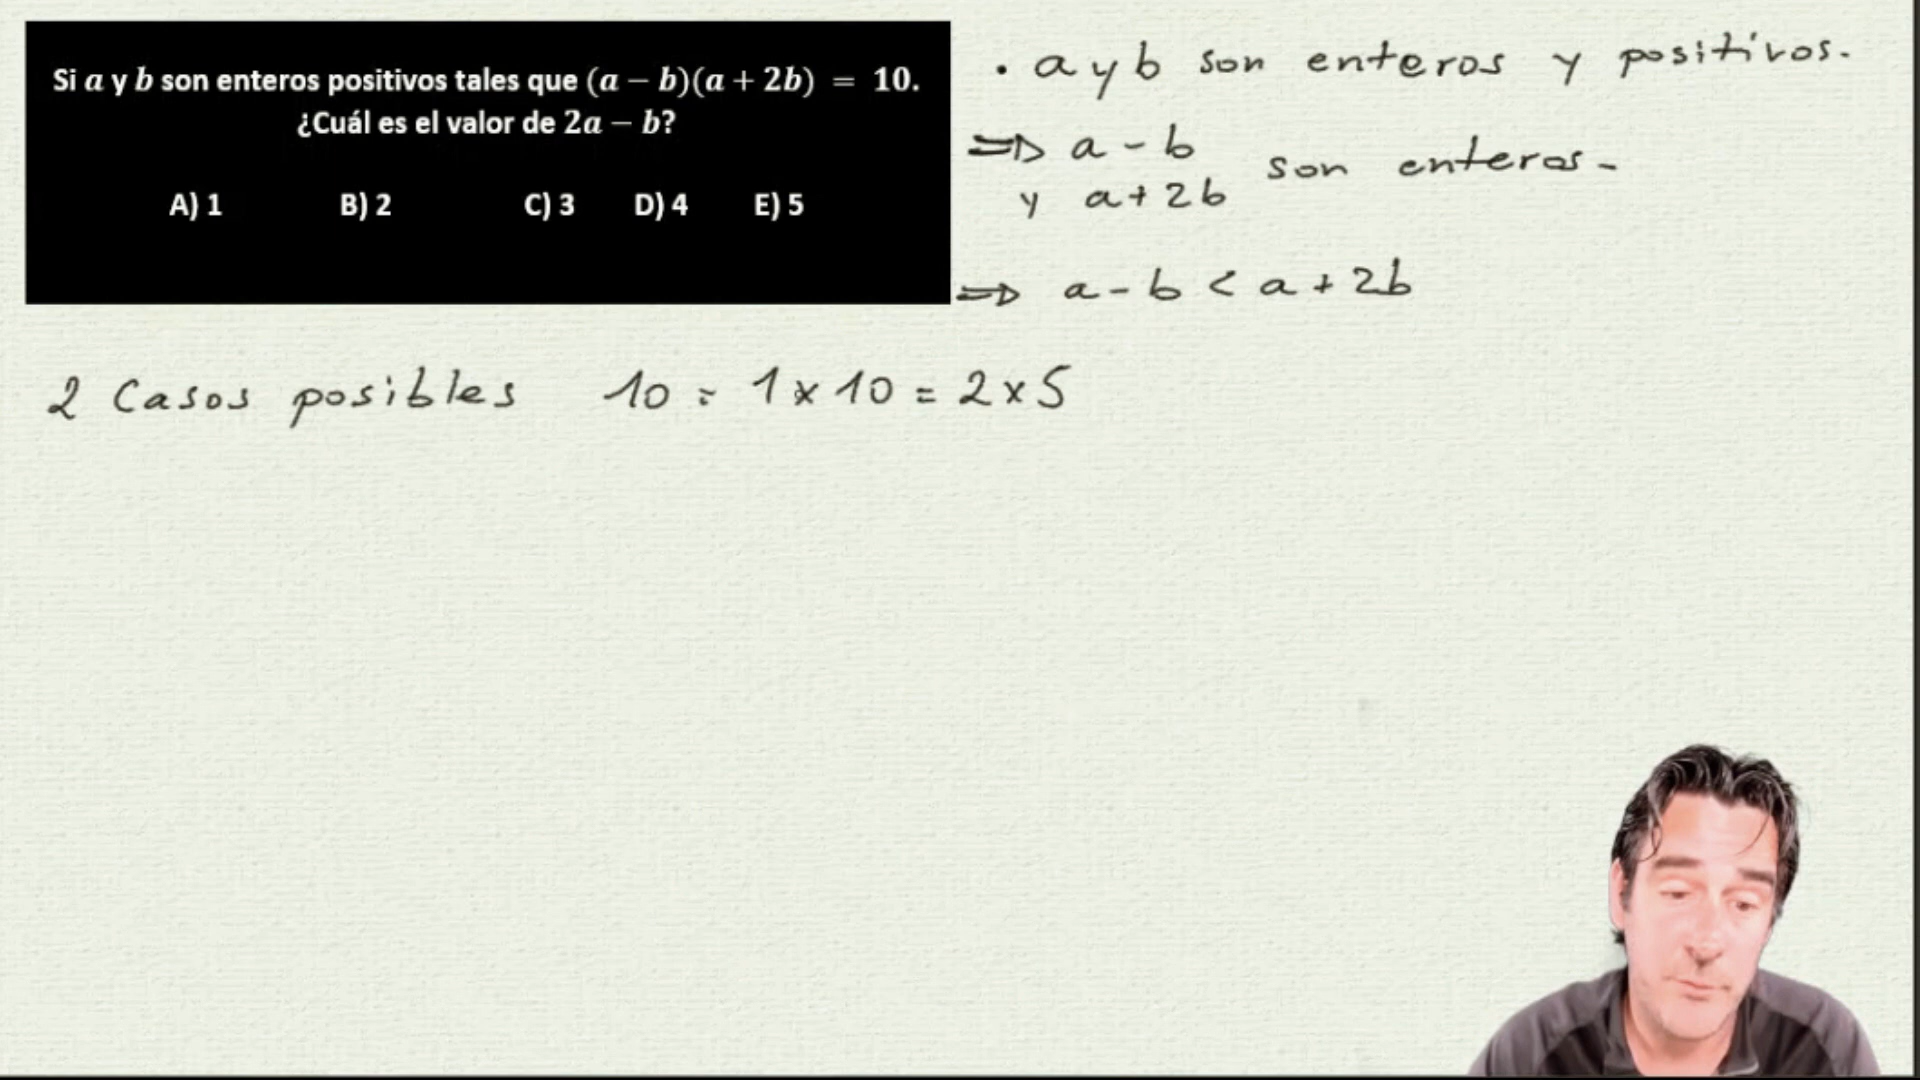 Si a y b son enteros positivos tales que (a − b)(a + 2b) = 10.
¿Cuál es el valor de 2a − b?
A) 1 B) 2 C) 3 D) 4 E) 5
• a y b son enteros y positivos.
⇒ a - b
y a + 2b son enteros -
⇒ a - b < a + 2b
2 Casos posibles 10 = 1 x 10 = 2 x 5